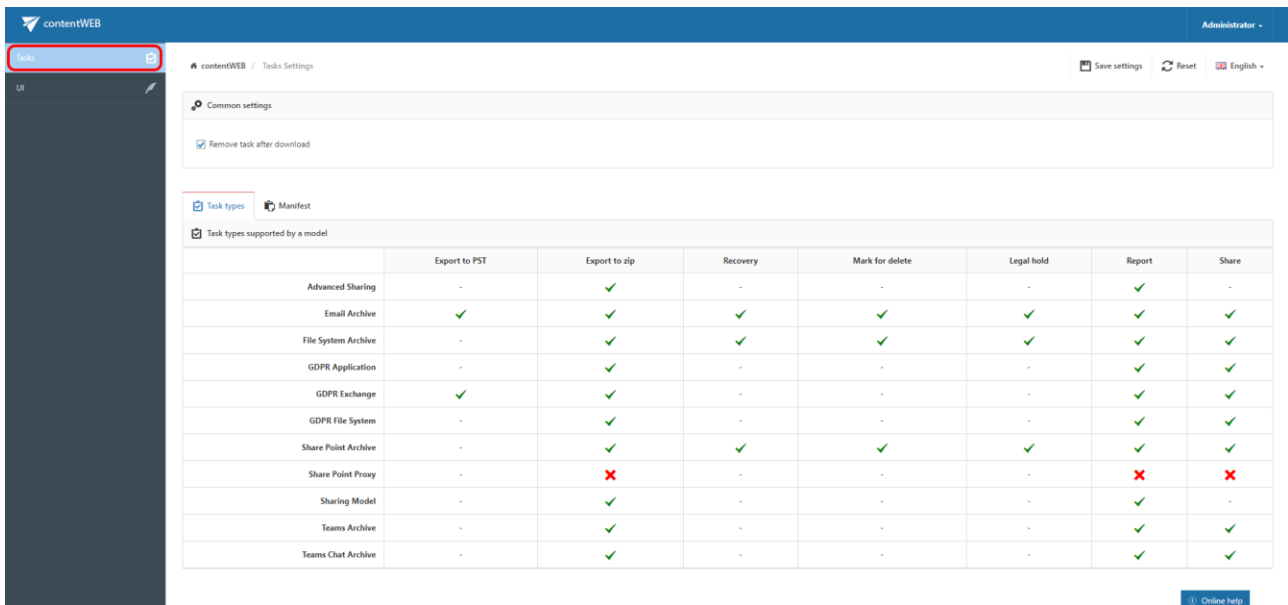 contentWEB
Administrator
Tasks
contentWEB / Tasks Settings
Save settings Reset English
UI
Common settings
Remove task after download
Task types Manifest
Task types supported by a model
Export to PST Export to zip Recovery Mark for delete Legal hold Report Share
Advanced Sharing - ✓ - - - ✓ -
Email Archive ✓ ✓ ✓ ✓ ✓ ✓ ✓
File System Archive - ✓ ✓ ✓ ✓ ✓ ✓
GDPR Application - ✓ - - - ✓ ✓
GDPR Exchange ✓ ✓ - - - ✓ ✓
GDPR File System - ✓ - - - ✓ ✓
Share Point Archive - ✓ ✓ ✓ ✓ ✓ ✓
Share Point Proxy - ✗ - - - ✗ ✗
Sharing Model - ✓ - - - ✓ -
Teams Archive - ✓ - - - ✓ ✓
Teams Chat Archive - ✓ - - - ✓ ✓
Online help